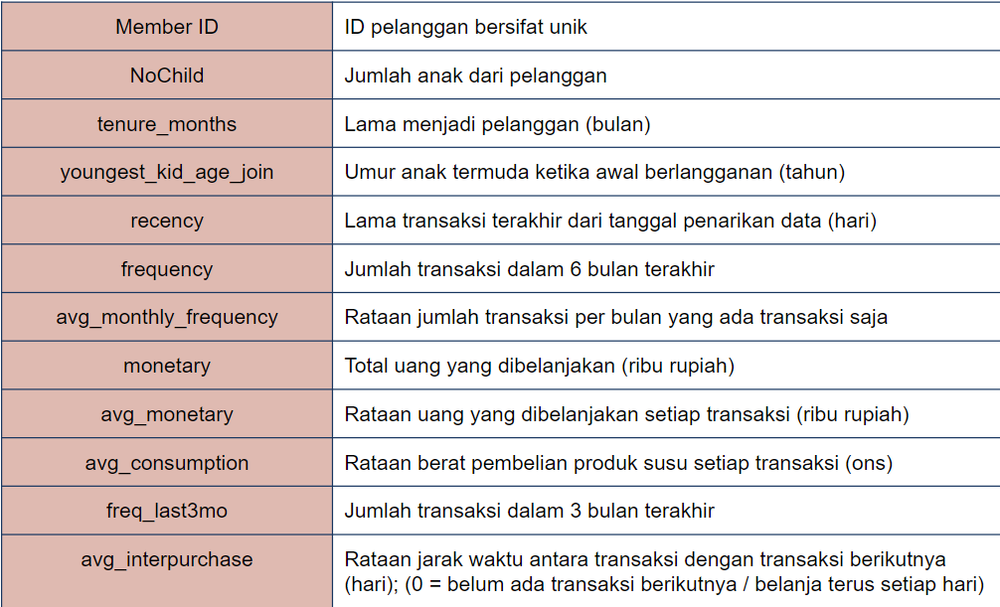 Member ID
ID pelanggan bersifat unik
NoChild
Jumlah anak dari pelanggan
tenure_months
Lama menjadi pelanggan (bulan)
youngest_kid_age_join
Umur anak termuda ketika awal berlangganan (tahun)
recency
Lama transaksi terakhir dari tanggal penarikan data (hari)
frequency
Jumlah transaksi dalam 6 bulan terakhir
avg_monthly_frequency
Rataan jumlah transaksi per bulan yang ada transaksi saja
monetary
Total uang yang dibelanjakan (ribu rupiah)
avg_monetary
Rataan uang yang dibelanjakan setiap transaksi (ribu rupiah)
avg_consumption
Rataan berat pembelian produk susu setiap transaksi (ons)
freq_last3mo
Jumlah transaksi dalam 3 bulan terakhir
avg_interpurchase
Rataan jarak waktu antara transaksi dengan transaksi berikutnya
(hari); (0 = belum ada transaksi berikutnya / belanja terus setiap hari)